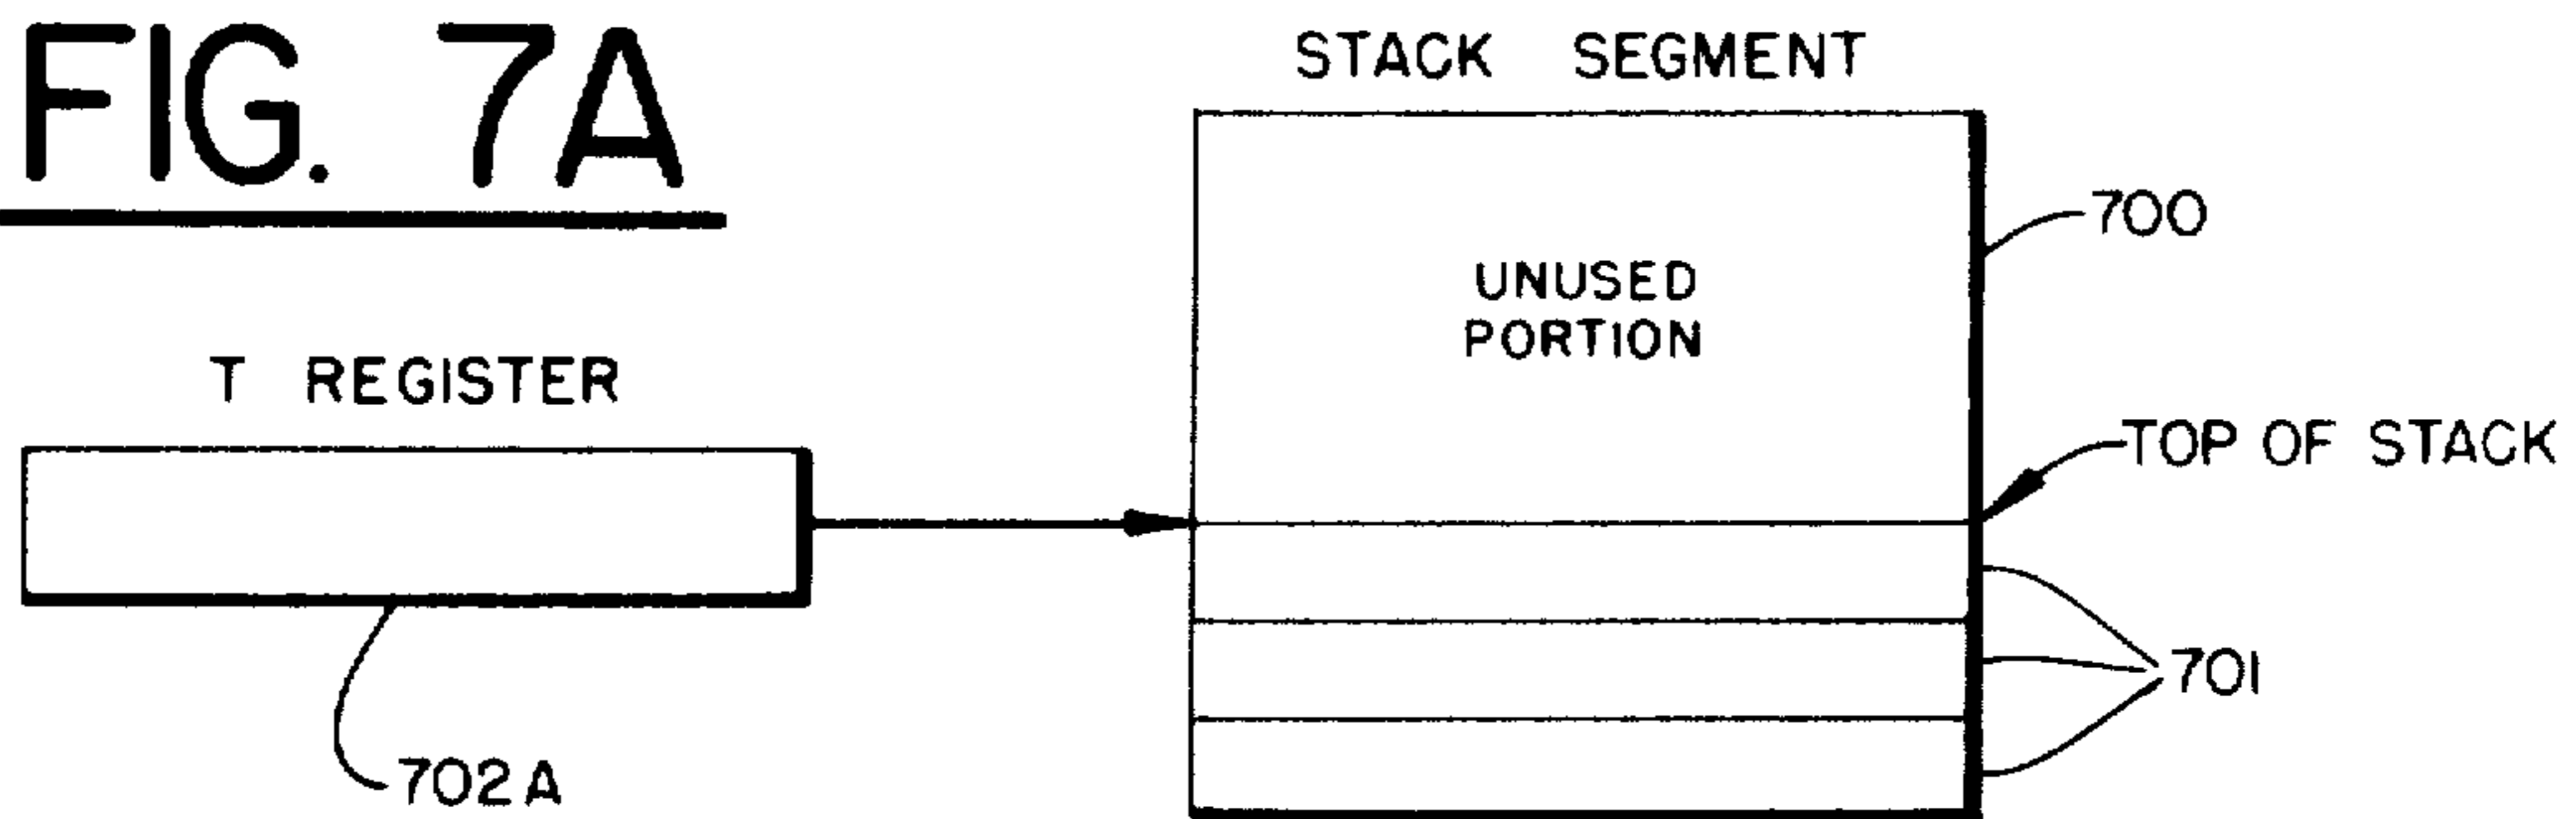 FIG. 7A
STACK SEGMENT
700
UNUSED
PORTION
T REGISTER
TOP OF STACK
701
702A